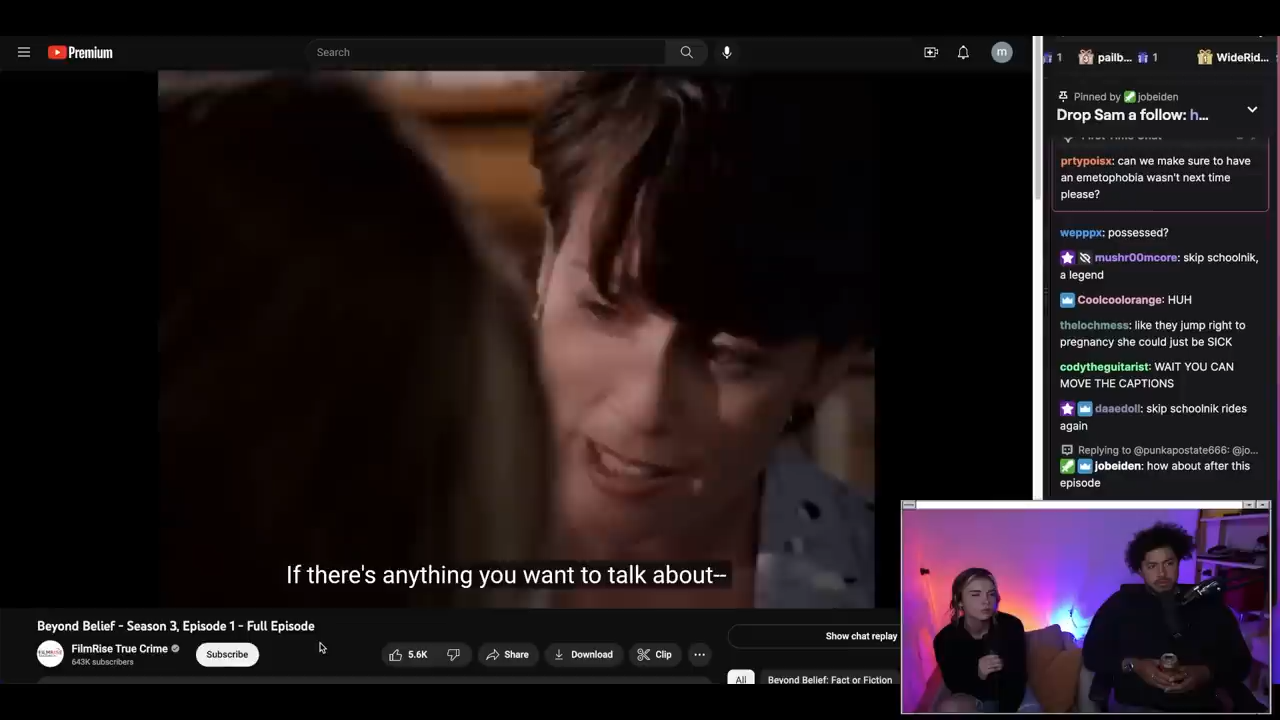 Premium
Search
m
1
pailb...
1
WideRid...
Pinned by jobeiden
Drop Sam a follow: h...
First Time Chat
prtypoisx: can we make sure to have
an emetophobia wasn't next time
please?
wepppx: possessed?
mushr00mcore: skip schoolnik,
a legend
Coolcoolorange: HUH
thelochmess: like they jump right to
pregnancy she could just be SICK
codytheguitarist: WAIT YOU CAN
MOVE THE CAPTIONS
daaedoll: skip schoolnik rides
again
Replying to @punkapostate666: @jo...
jobeiden: how about after this
episode
If there's anything you want to talk about--
Beyond Belief - Season 3, Episode 1 - Full Episode
FILMRISE
FilmRise True Crime
643K subscribers
Subscribe
5.6K
Share
Download
Clip
Show chat replay
All
Beyond Belief: Fact or Fiction